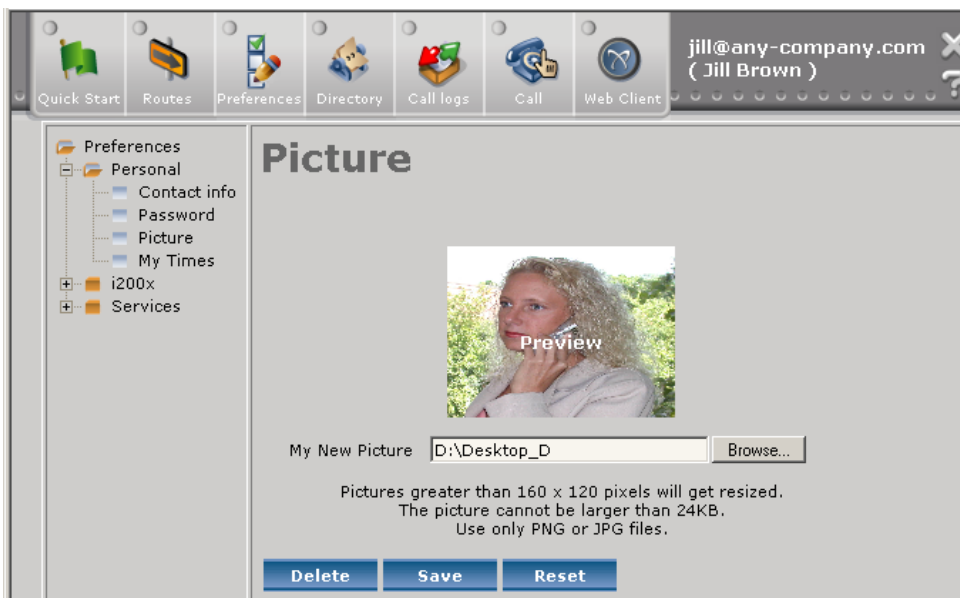 Quick Start
Routes
Preferences
Directory
Call logs
Call
Web Client
jill@any-company.com
( Jill Brown )
?
Preferences
Personal
Contact info
Password
Picture
My Times
i200x
Services
Picture
Preview
My New Picture D:\Desktop_D Browse...
Pictures greater than 160 x 120 pixels will get resized.
The picture cannot be larger than 24KB.
Use only PNG or JPG files.
Delete Save Reset